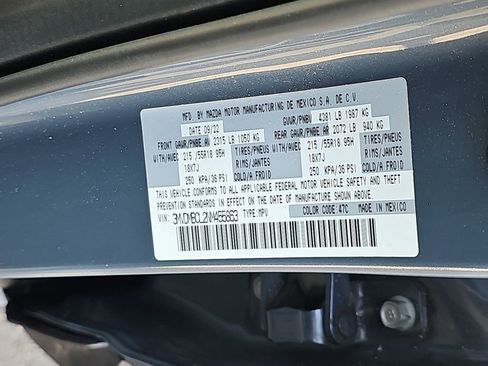 MFD. BY MAZDA MOTOR MANUFACTURING DE MEXICO S.A. DE C.V.
DATE 09/22 GVWR/PNBV 4381 LB 1987 KG
FRONT GAWR/PNBE AV 2315 LB 1050 KG REAR GAWR/PNBE AR 2072 LB 940 KG
WITH/AVEC 215 /55R18 95H TIRES/PNEUS WITH/AVEC 215 /55R18 95H TIRES/PNEUS
18X7J RIMS/JANTES 18X7J RIMS/JANTES
250 KPA/36 PSI COLD/A FROID 250 KPA/36 PSI COLD/A FROID
THIS VEHICLE CONFORMS TO ALL APPLICABLE FEDERAL MOTOR VEHICLE SAFETY AND
BUMPER STANDARDS IN EFFECT ON THE DATE OF MANUFACTURE SHOWN ABOVE.
VIN: 3MVDMBCL2NM455863 TYPE: MPV COLOR CODE 47C MADE IN MEXICO